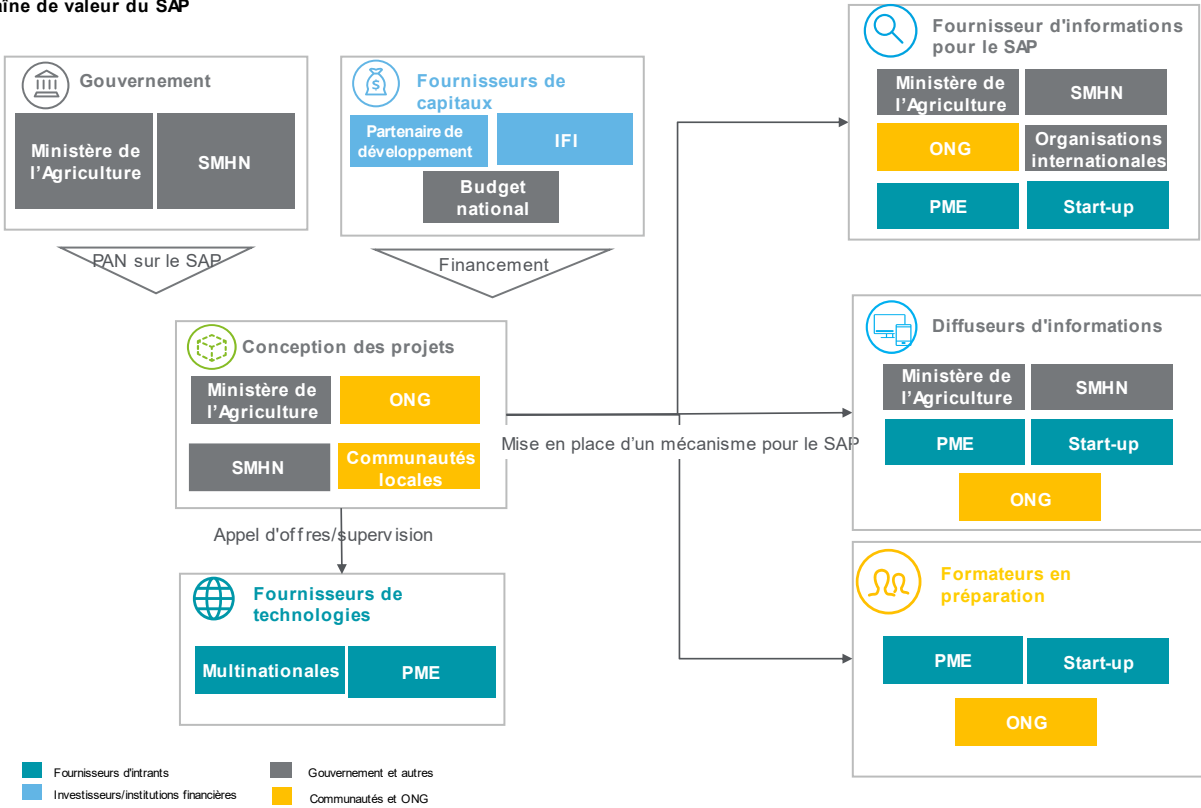 aîne de valeur du SAP
Gouvernement
Ministère de
l'Agriculture
SMHN
Fournisseurs de
capitaux
Partenaire de
développement
IFI
Budget
national
PAN sur le SAP
Financement
Conception des projets
Ministère de
l'Agriculture
ONG
SMHN
Communautés
locales
Mise en place d'un mécanisme pour le SAP
Appel d'offres/supervision
Fournisseurs de
technologies
Multinationales
PME
Fournisseur d'informations
pour le SAP
Ministère de
l'Agriculture
SMHN
ONG
Organisations
internationales
PME
Start-up
Diffuseurs d'informations
Ministère de
l'Agriculture
SMHN
PME
Start-up
ONG
Formateurs en
préparation
PME
Start-up
ONG
Fournisseurs d'intrants
Gouvernement et autres
Investisseurs/institutions financières
Communautés et ONG